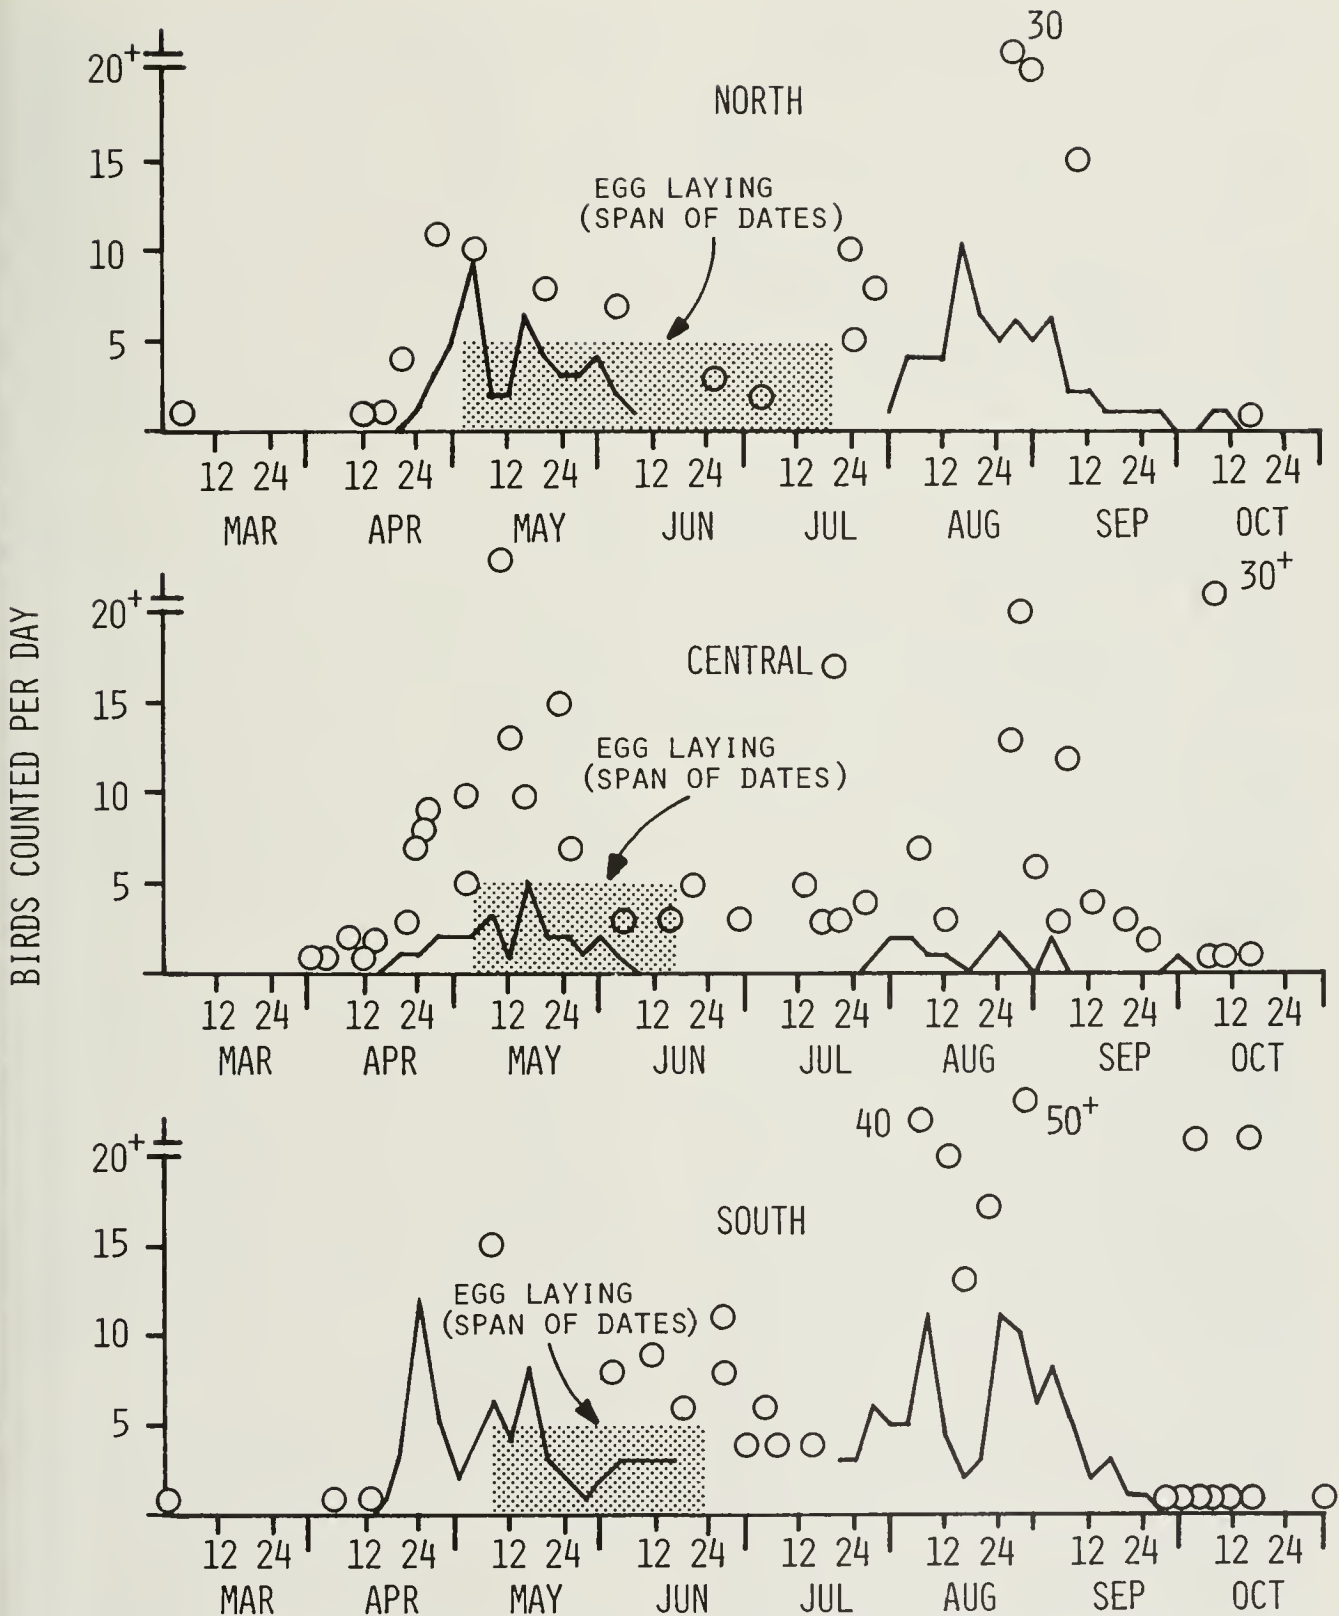 BIRDS COUNTED PER DAY
30
20+
NORTH
15
EGG LAYING
(SPAN OF DATES)
10
5
12 24 12 24 12 24 12 24 12 24 12 24 12 24 12 24
MAR APR MAY JUN JUL AUG SEP OCT
30+
20+
CENTRAL
15
EGG LAYING
(SPAN OF DATES)
10
5
12 24 12 24 12 24 12 24 12 24 12 24 12 24 12 24
MAR APR MAY JUN JUL AUG SEP OCT
40 50+
20+
SOUTH
15
EGG LAYING
(SPAN OF DATES)
10
5
12 24 12 24 12 24 12 24 12 24 12 24 12 24 12 24
MAR APR MAY JUN JUL AUG SEP OCT